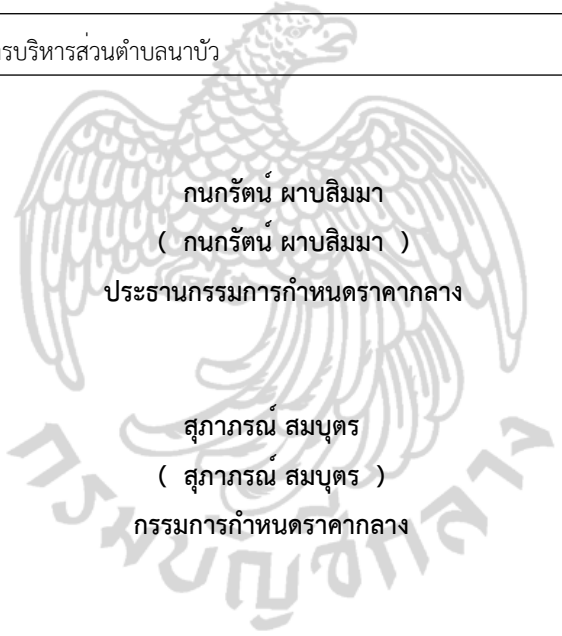 รบริหารส่วนตำบลนาบัว
กนกรัตน์ ผาบสิมมา
( กนกรัตน์ ผาบสิมมา )
ประธานกรรมการกำหนดราคากลาง
สุภาภรณ์ สมบุตร
( สุภาภรณ์ สมบุตร )
กรรมการกำหนดราคากลาง
กรมบัญชีกลาง